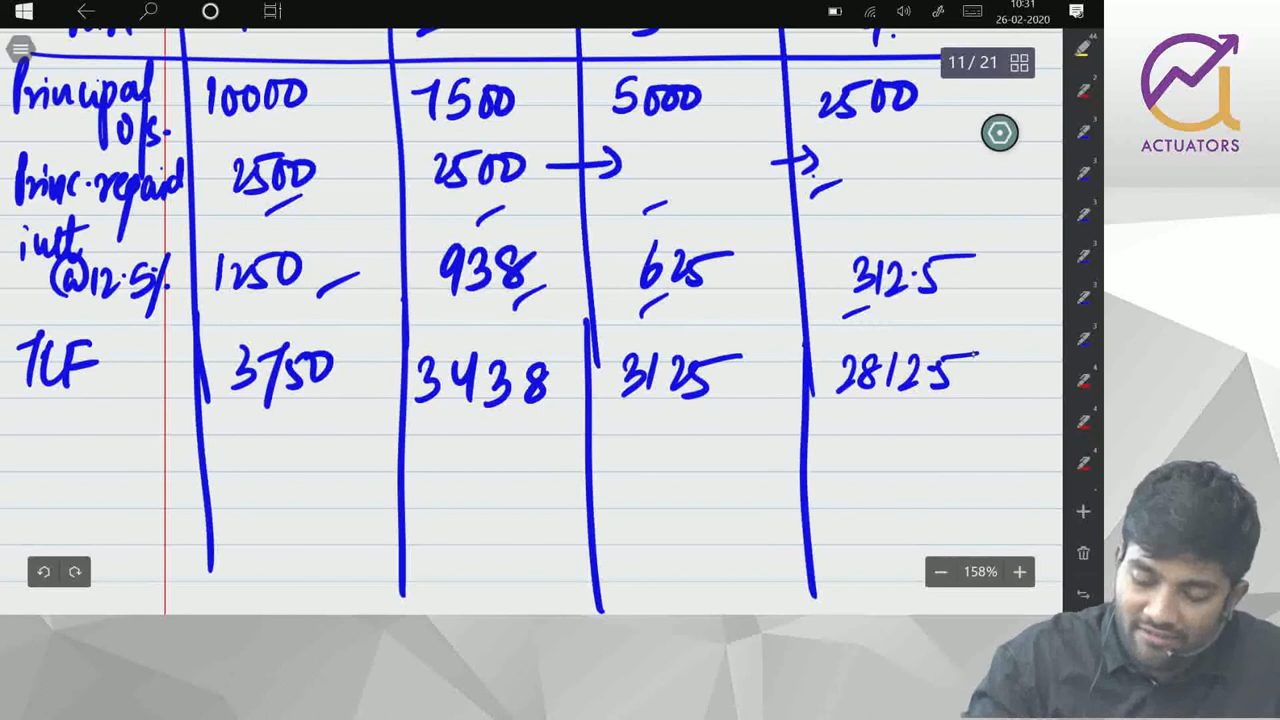 10:31
26-02-2020
11 / 21
ACTUATORS
Principal 10000 7500 5000 2500
O/s.
Princ. repaid 2500 2500 → →
intt.
@12.5%. 1250 938 625 312.5
TCF 3750 3438 3125 2812.5
158%